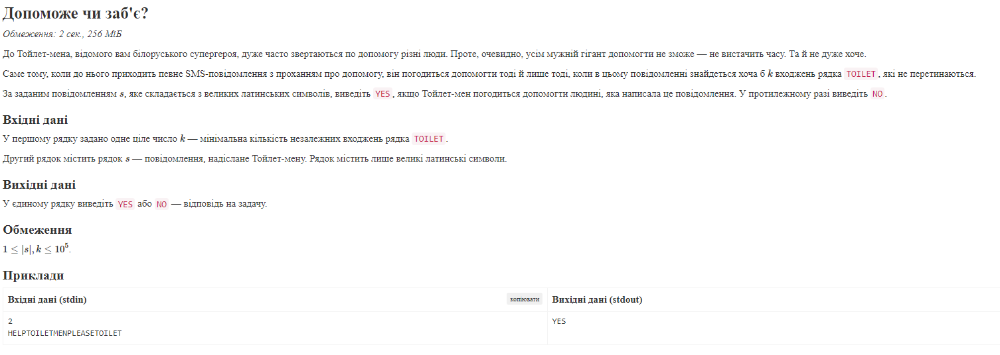 Допоможе чи заб'є?
Обмеження: 2 сек., 256 МіБ
До Тойлет-мена, відомого вам білоруського супергероя, дуже часто звертаються по допомогу різні люди. Проте, очевидно, усім мужній гігант допомогти не зможе — не вистачить часу. Та й не дуже хоче.
Саме тому, коли до нього приходить певне SMS-повідомлення з проханням про допомогу, він погодиться допомогти тоді й лише тоді, коли в цьому повідомленні знайдеться хоча б k входжень рядка TOILET, які не перетинаються.
За заданим повідомленням s, яке складається з великих латинських символів, виведіть YES, якщо Тойлет-мен погодиться допомогти людині, яка написала це повідомлення. У протилежному разі виведіть NO.
Вхідні дані
У першому рядку задано одне ціле число k — мінімальна кількість незалежних входжень рядка TOILET.
Другий рядок містить рядок s — повідомлення, надіслане Тойлет-мену. Рядок містить лише великі латинські символи.
Вихідні дані
У єдиному рядку виведіть YES або NO — відповідь на задачу.
Обмеження
1 ≤ |s|, k ≤ 10⁵.
Приклади
Вхідні дані (stdin) копіювати Вихідні дані (stdout)
2 YES
HELPTOILETMENPLEASETOILET